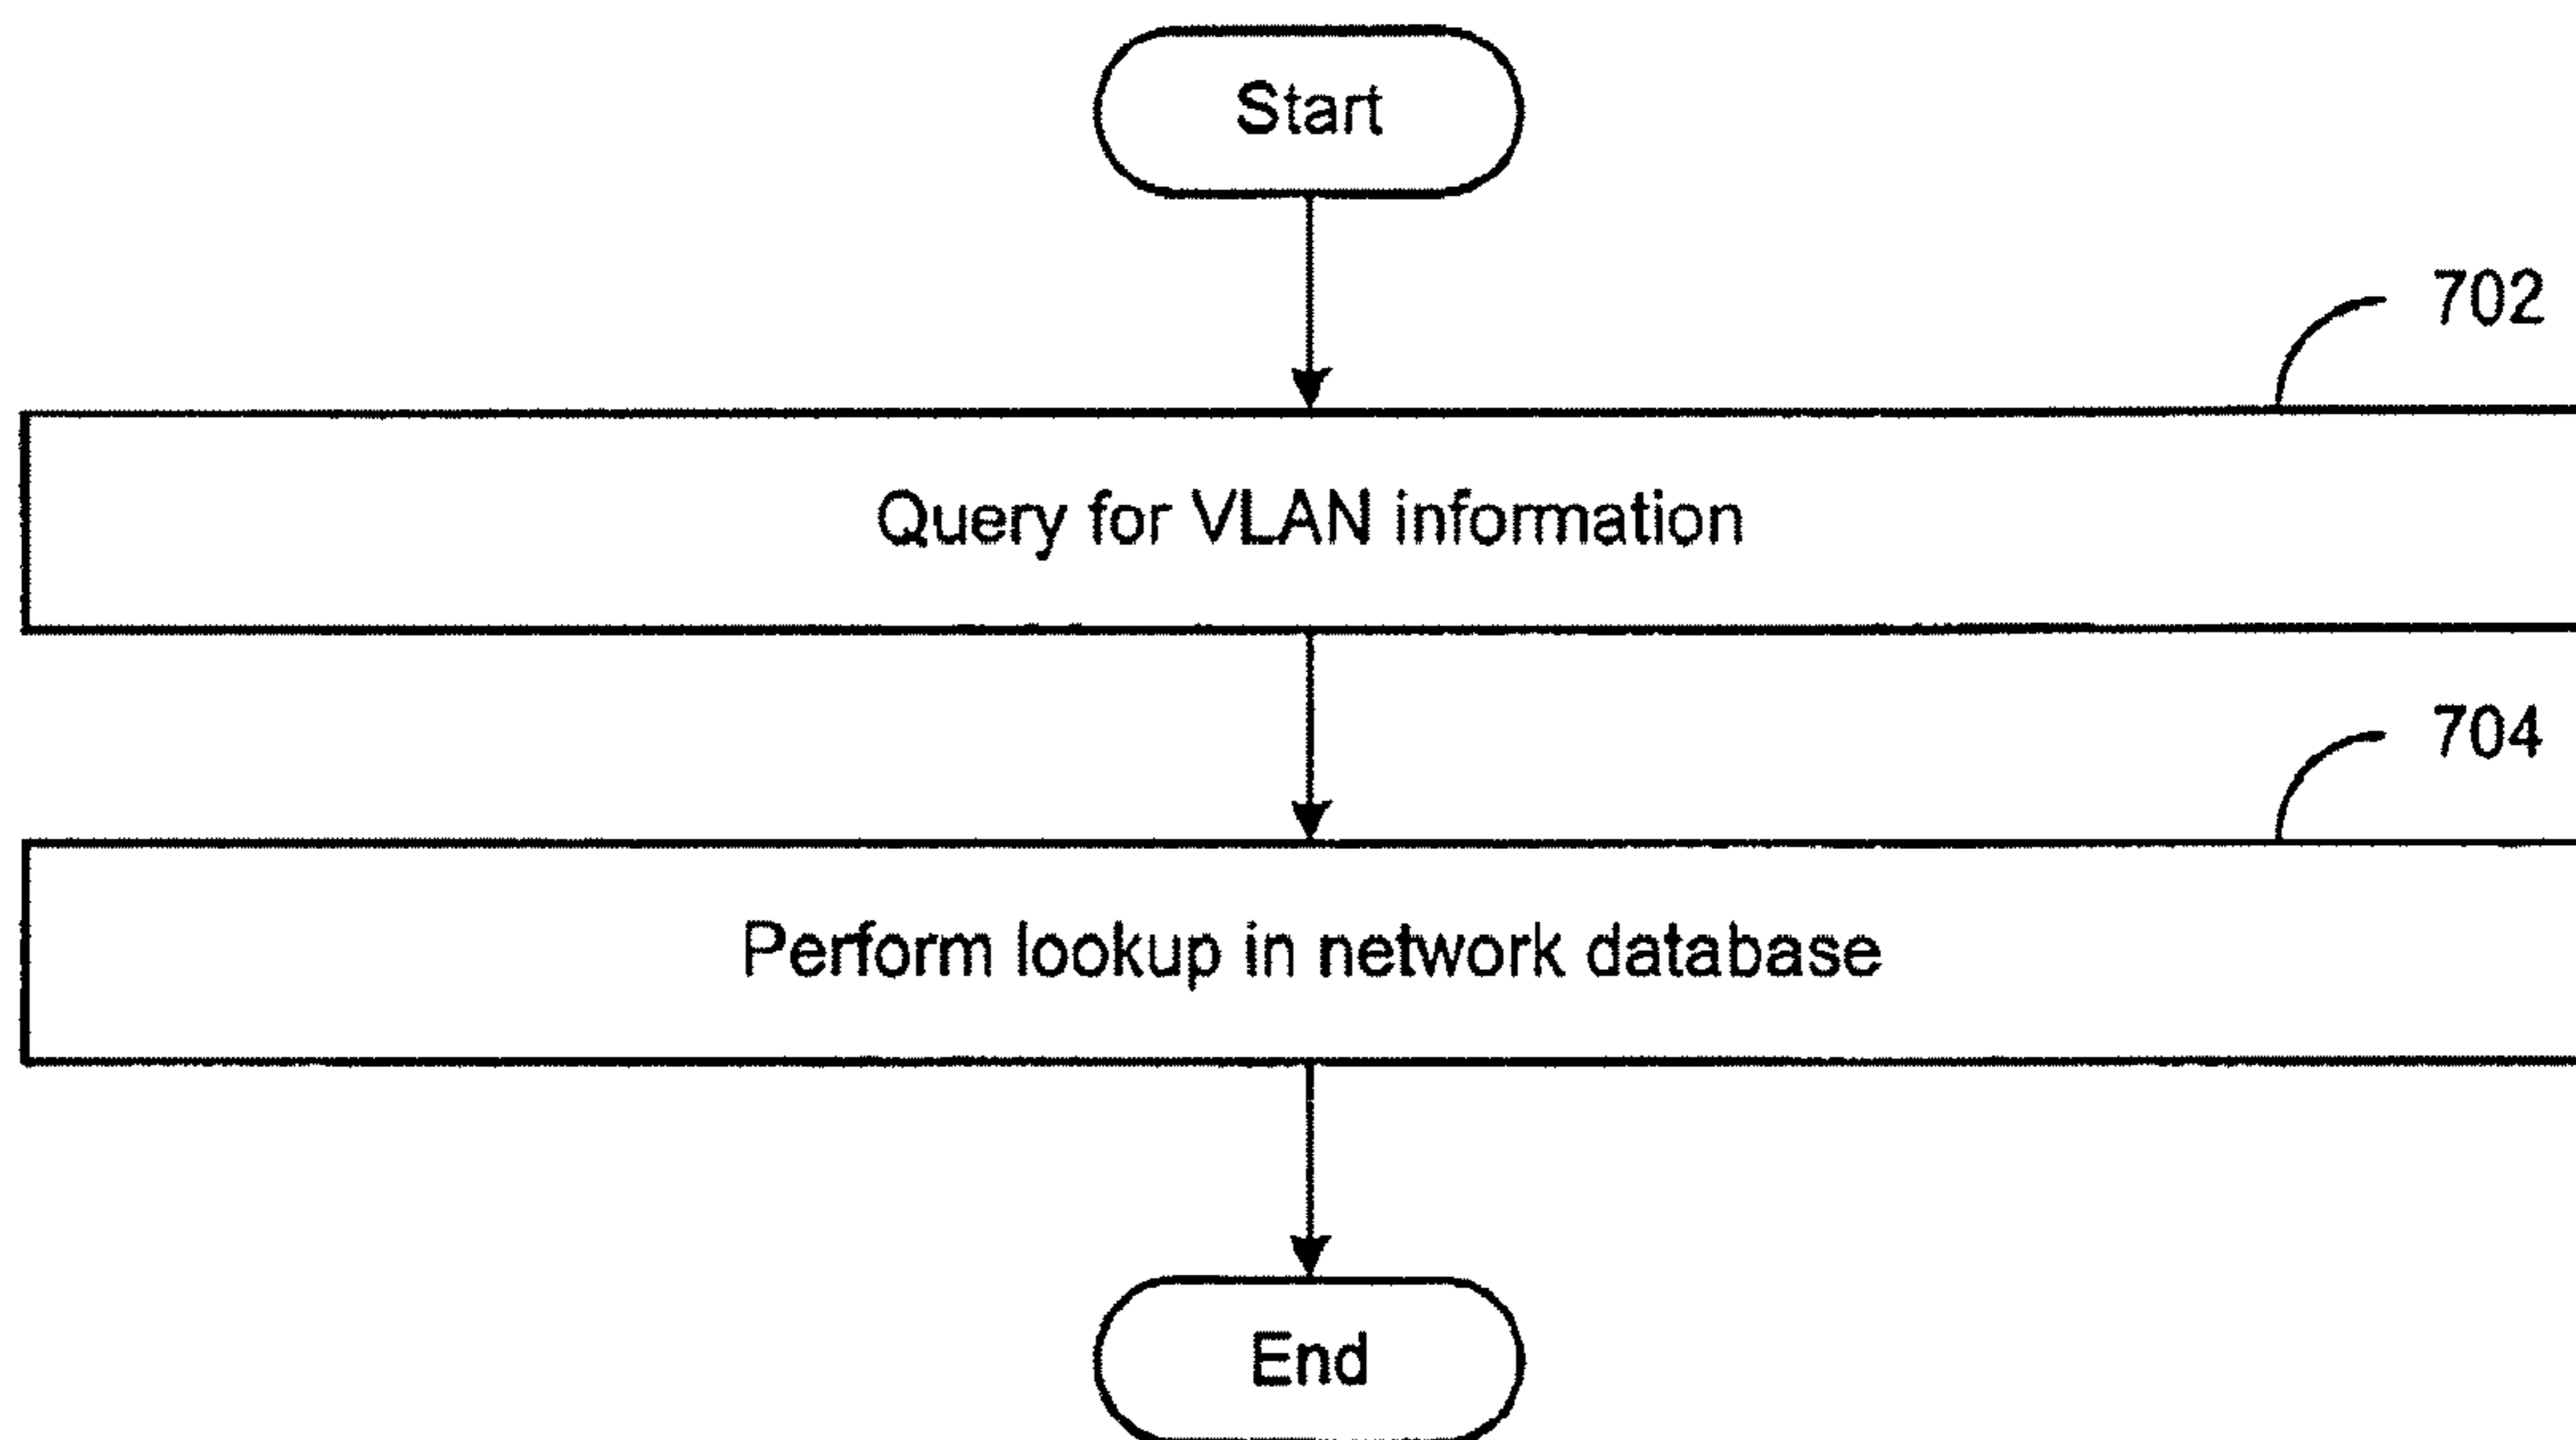 Start
702
Query for VLAN information
704
Perform lookup in network database
End